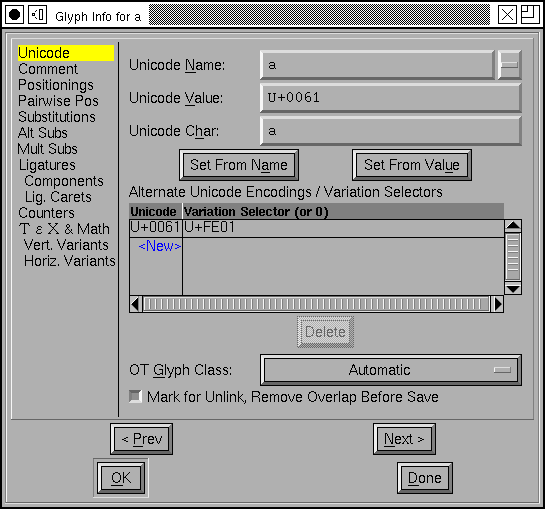 Glyph Info for a
Unicode
Comment
Positionings
Pairwise Pos
Substitutions
Alt Subs
Mult Subs
Ligatures
Components
Lig. Carets
Counters
T ε X & Math
Vert. Variants
Horiz. Variants
Unicode Name: a
Unicode Value: U+0061
Unicode Char: a
Set From Name Set From Value
Alternate Unicode Encodings / Variation Selectors
Unicode Variation Selector (or 0)
U+0061 U+FE01
<New>
Delete
OT Glyph Class: Automatic
Mark for Unlink, Remove Overlap Before Save
< Prev Next >
OK Done